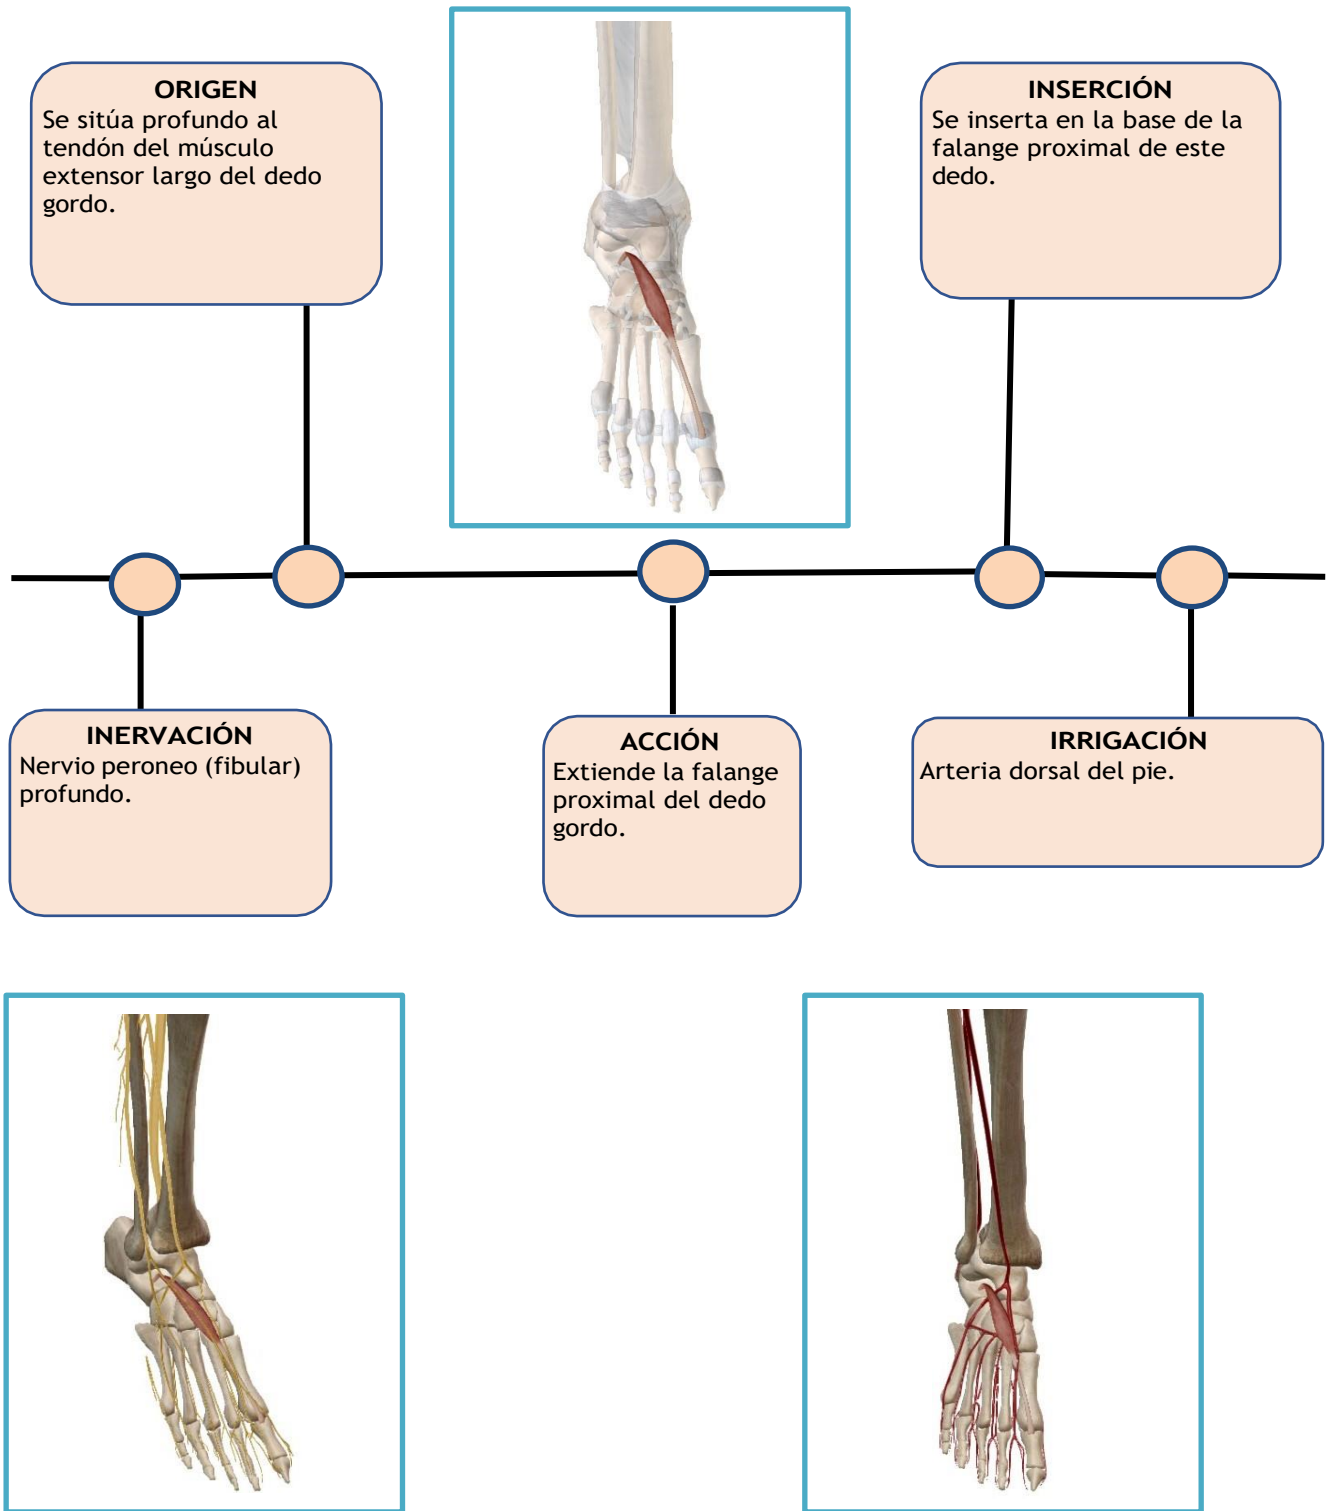 ORIGEN
Se sitúa profundo al
tendón del músculo
extensor largo del dedo
gordo.
INSERCIÓN
Se inserta en la base de la
falange proximal de este
dedo.
INERVACIÓN
Nervio peroneo (fibular)
profundo.
ACCIÓN
Extiende la falange
proximal del dedo
gordo.
IRRIGACIÓN
Arteria dorsal del pie.